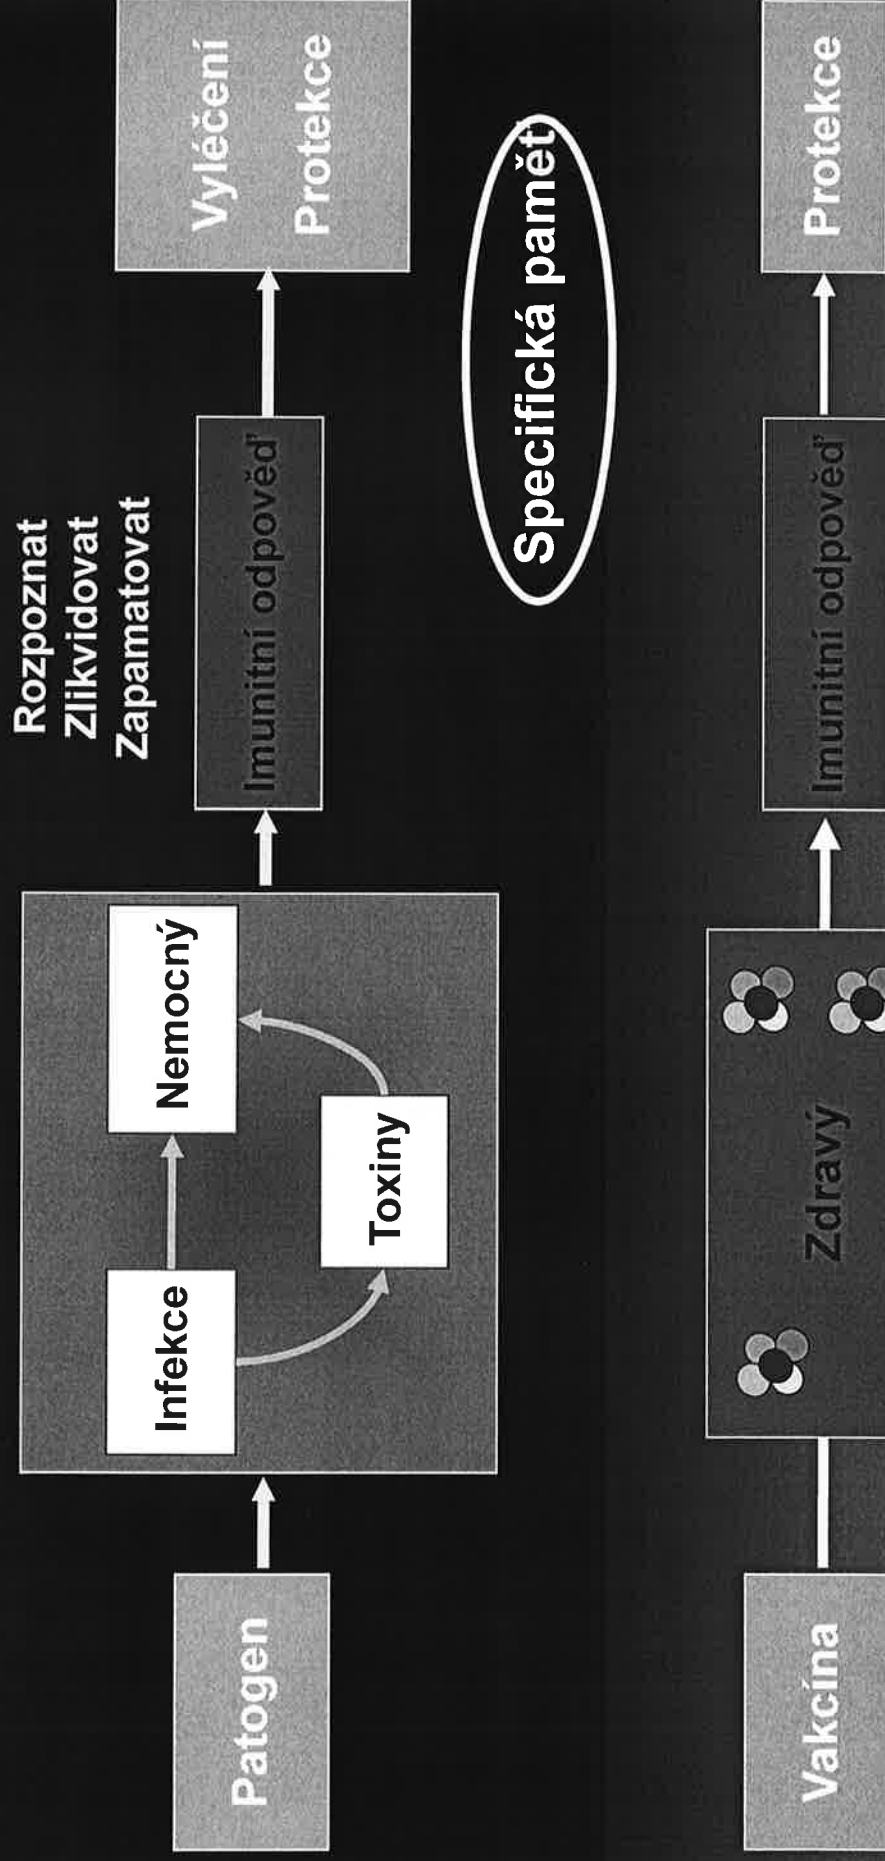 Rozpoznat
Zlikvidovat
Zapamatovat
Patogen
Infekce
Nemocný
Toxiny
Imunitní odpověď
Vyléčení
Protekce
Specifická paměť
Vakcína
Zdravý
Imunitní odpověď
Protekce